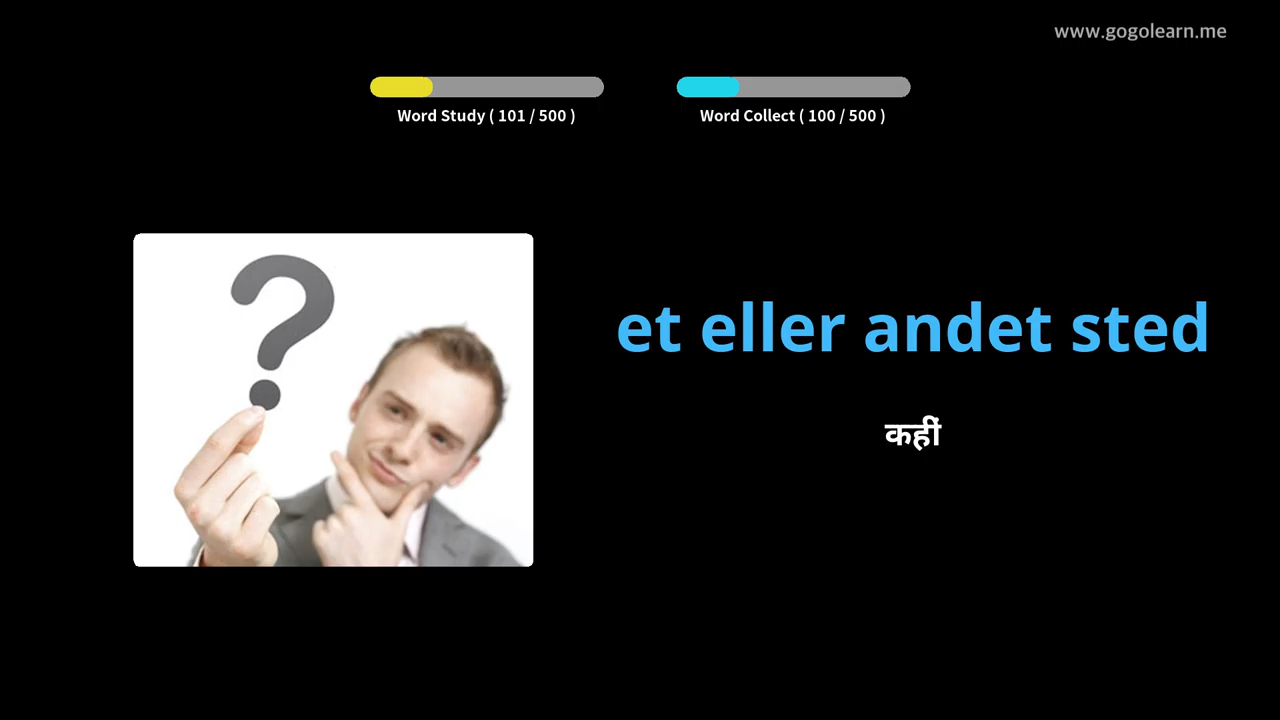 www.gogolearn.me
Word Study ( 101 / 500 )
Word Collect ( 100 / 500 )
et eller andet sted
कहीं